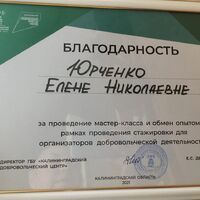 БЛАГОДАРНОСТЬ
ЮРЧЕНКО
ЕЛЕНЕ НИКОЛАЕВНЕ
за проведение мастер-класса и обмен опытом
рамках проведения стажировки для
организаторов добровольческой деятельност
ДИРЕКТОР ГБУ «КАЛИНИНГРАДСКИЙ
ДОБРОВОЛЬЧЕСКИЙ ЦЕНТР»
Е.С.
КАЛИНИНГРАДСКАЯ ОБЛАСТЬ
2021